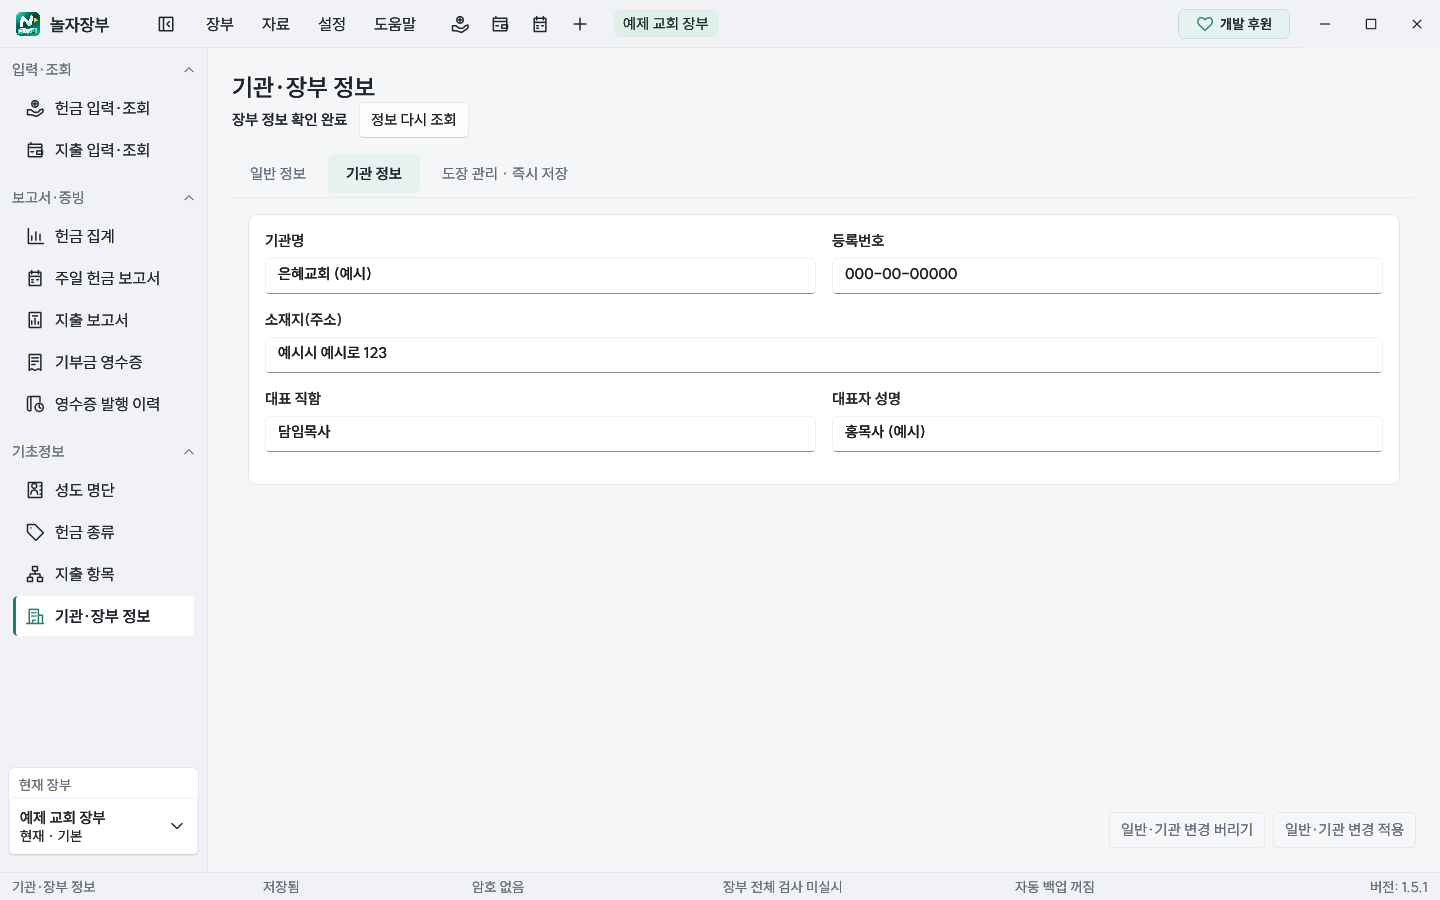 놀자장부
장부
자료
설정
도움말
예제 교회 장부
개발 후원
입력·조회
헌금 입력·조회
지출 입력·조회
보고서·증빙
헌금 집계
주일 헌금 보고서
지출 보고서
기부금 영수증
영수증 발행 이력
기초정보
성도 명단
헌금 종류
지출 항목
기관·장부 정보
현재 장부
예제 교회 장부
현재 · 기본
기관·장부 정보
장부 정보 확인 완료
정보 다시 조회
일반 정보
기관 정보
도장 관리 · 즉시 저장
기관명
은혜교회 (예시)
등록번호
000-00-00000
소재지(주소)
예시시 예시로 123
대표 직함
담임목사
대표자 성명
홍목사 (예시)
일반·기관 변경 버리기
일반·기관 변경 적용
기관·장부 정보
저장됨
암호 없음
장부 전체 검사 미실시
자동 백업 꺼짐
버전: 1.5.1